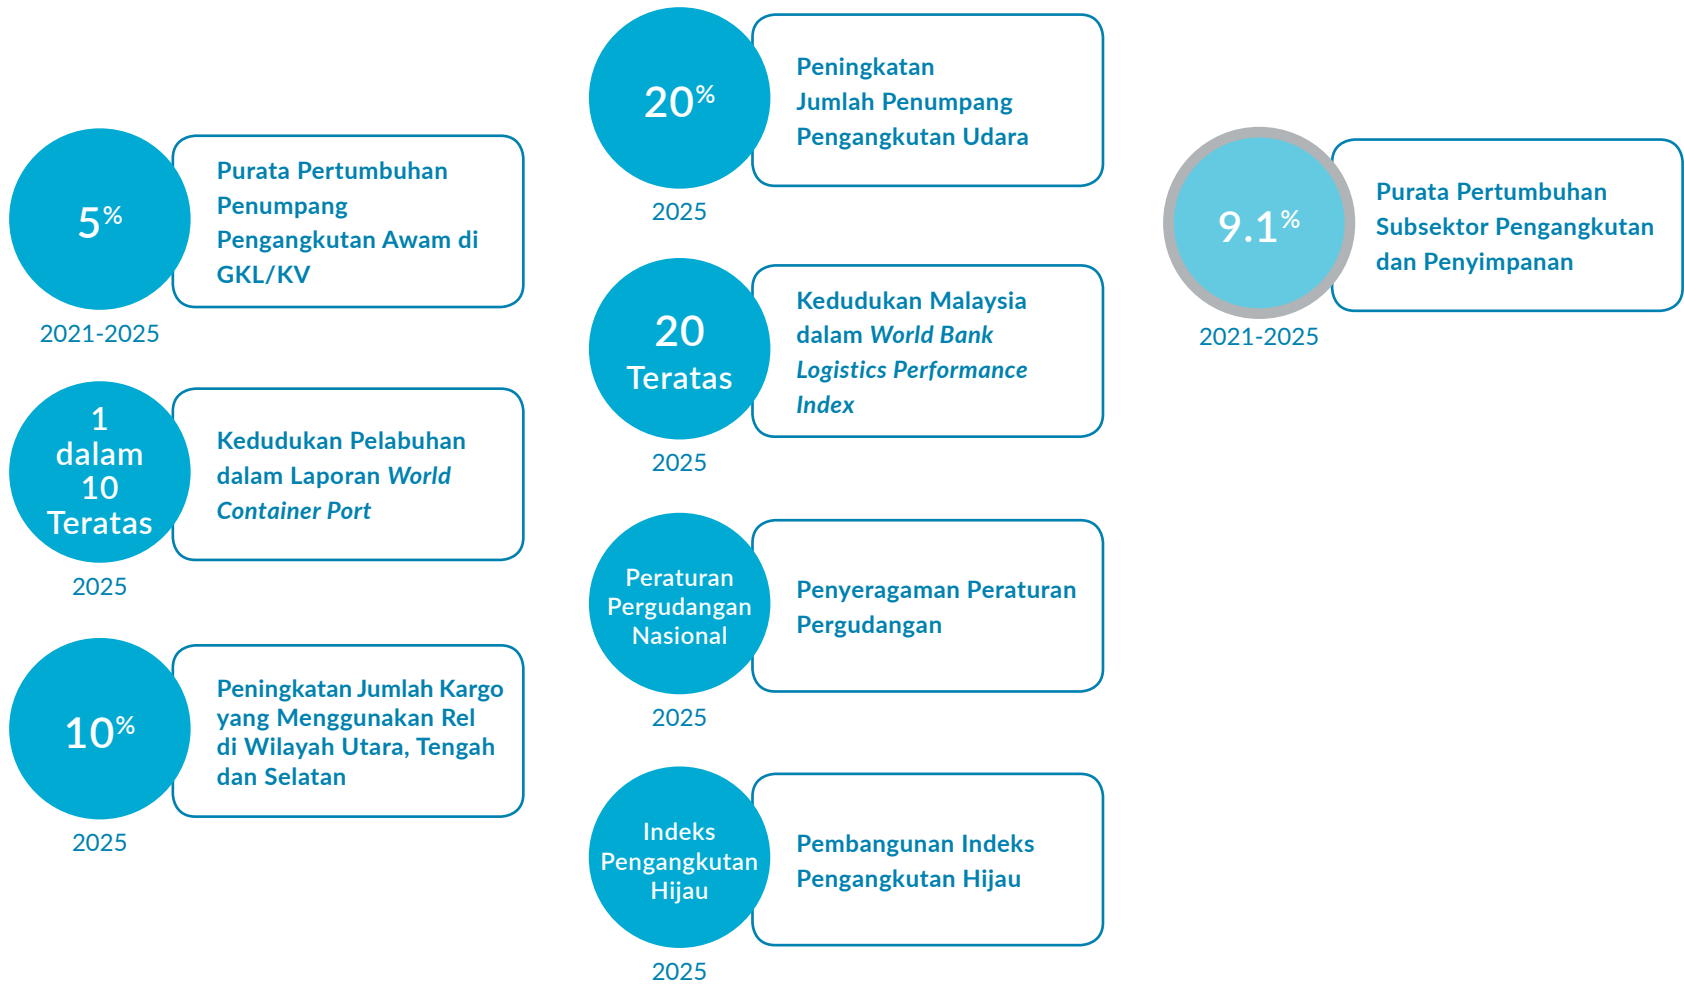 5%
Purata Pertumbuhan
Penumpang
Pengangkutan Awam di
GKL/KV
2021-2025
1
dalam
10
Teratas
Kedudukan Pelabuhan
dalam Laporan World
Container Port
2025
10%
Peningkatan Jumlah Kargo
yang Menggunakan Rel
di Wilayah Utara, Tengah
dan Selatan
2025
20%
Peningkatan
Jumlah Penumpang
Pengangkutan Udara
2025
20
Teratas
Kedudukan Malaysia
dalam World Bank
Logistics Performance
Index
2025
Peraturan
Pergudangan
Nasional
Penyeragaman Peraturan
Pergudangan
2025
Indeks
Pengangkutan
Hijau
Pembangunan Indeks
Pengangkutan Hijau
2025
9.1%
Purata Pertumbuhan
Subsektor Pengangkutan
dan Penyimpanan
2021-2025